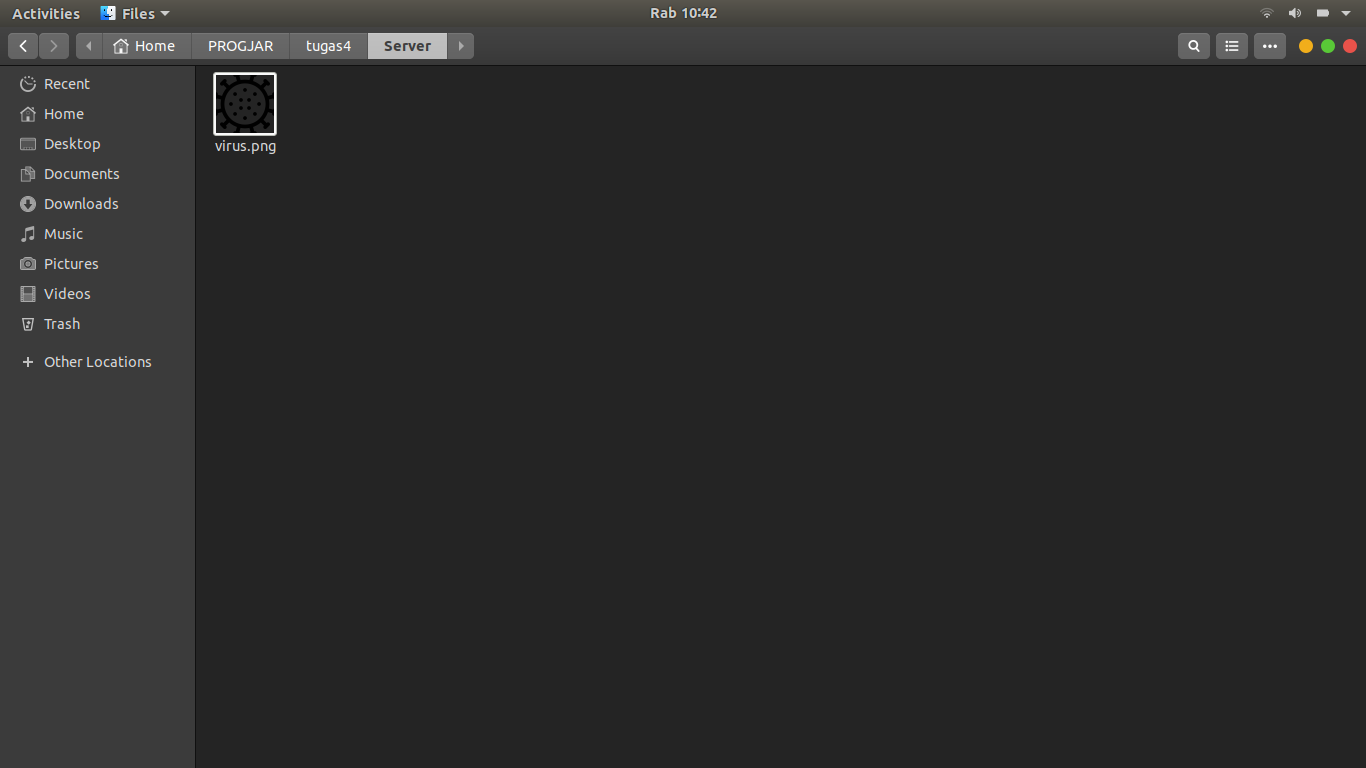 Activities Files Rab 10:42
Home PROGJAR tugas4 Server
Recent
Home
Desktop
Documents
Downloads
Music
Pictures
Videos
Trash
Other Locations
virus.png